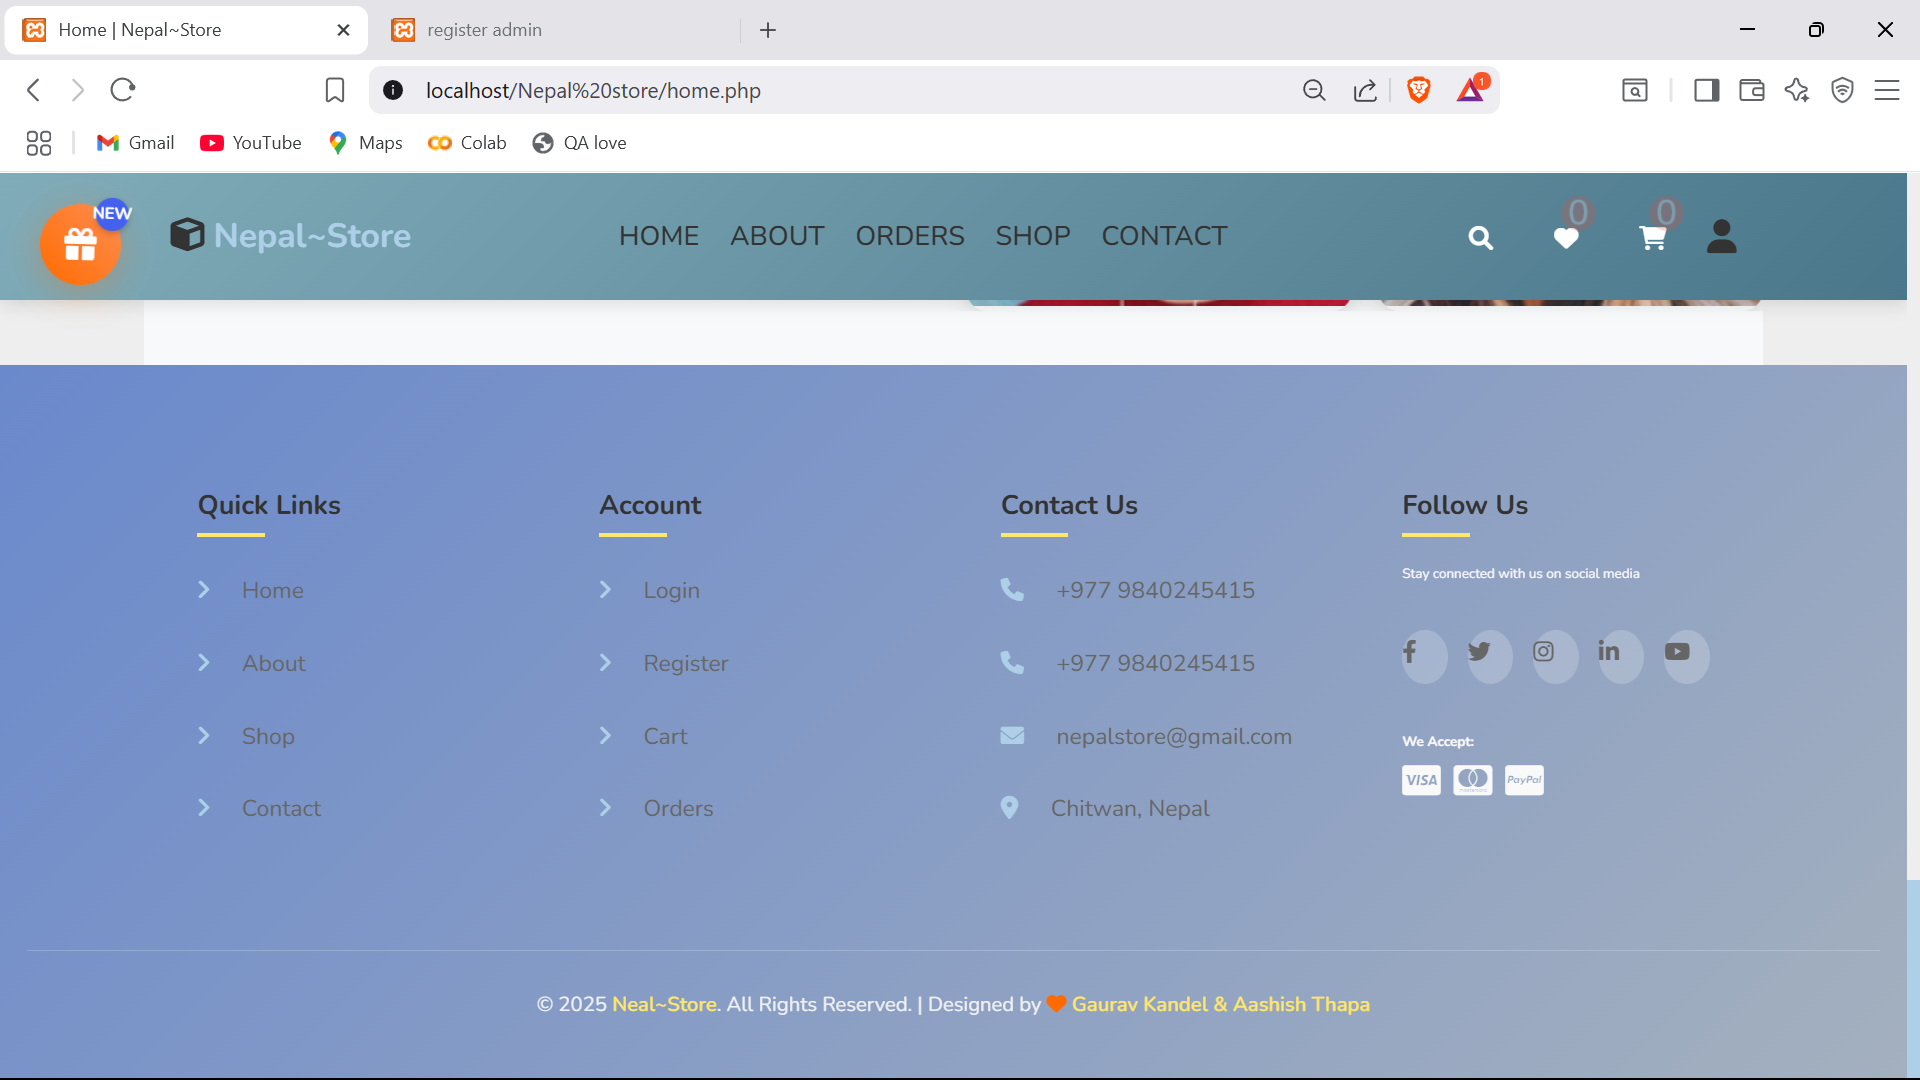 Home | Nepal~Store
register admin
localhost/Nepal%20store/home.php
1
Gmail
YouTube
Maps
Colab
QA love
NEW
Nepal~Store
HOME
ABOUT
ORDERS
SHOP
CONTACT
0
0
Quick Links
Home
About
Shop
Contact
Account
Login
Register
Cart
Orders
Contact Us
+977 9840245415
+977 9840245415
nepalstore@gmail.com
Chitwan, Nepal
Follow Us
Stay connected with us on social media
We Accept:
VISA
mastercard
PayPal
© 2025 Neal~Store. All Rights Reserved. | Designed by Gaurav Kandel & Aashish Thapa